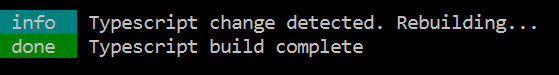 info Typescript change detected. Rebuilding...
done Typescript build complete